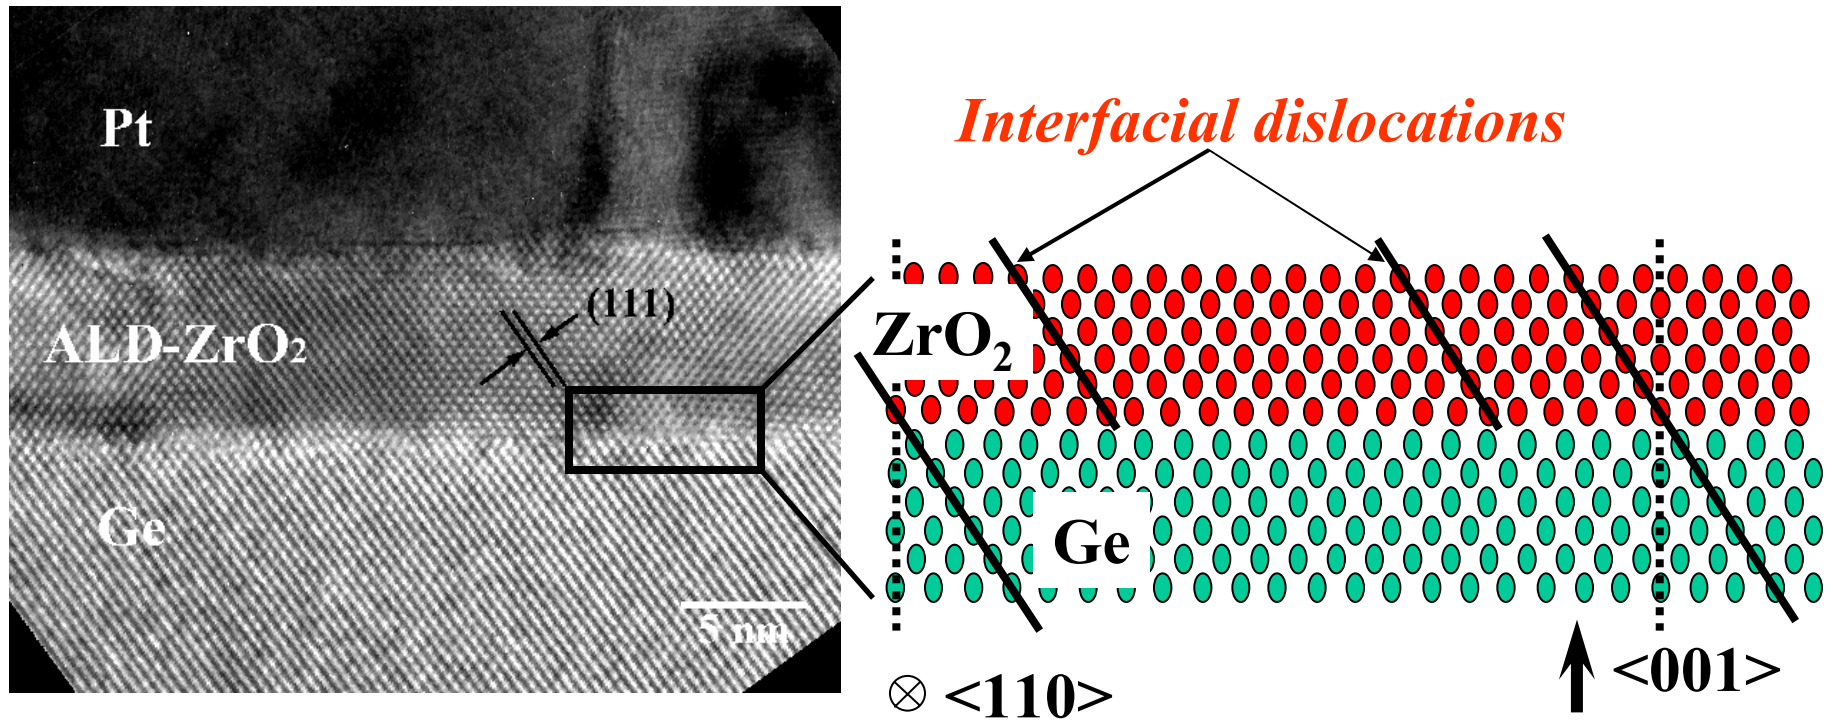 Pt
(111)
ALD-ZrO2
Ge
5 nm
Interfacial dislocations
ZrO2
Ge
<001>
<110>